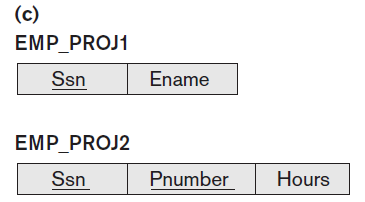 (c)
EMP_PROJ1
Ssn Ename
EMP_PROJ2
Ssn Pnumber Hours